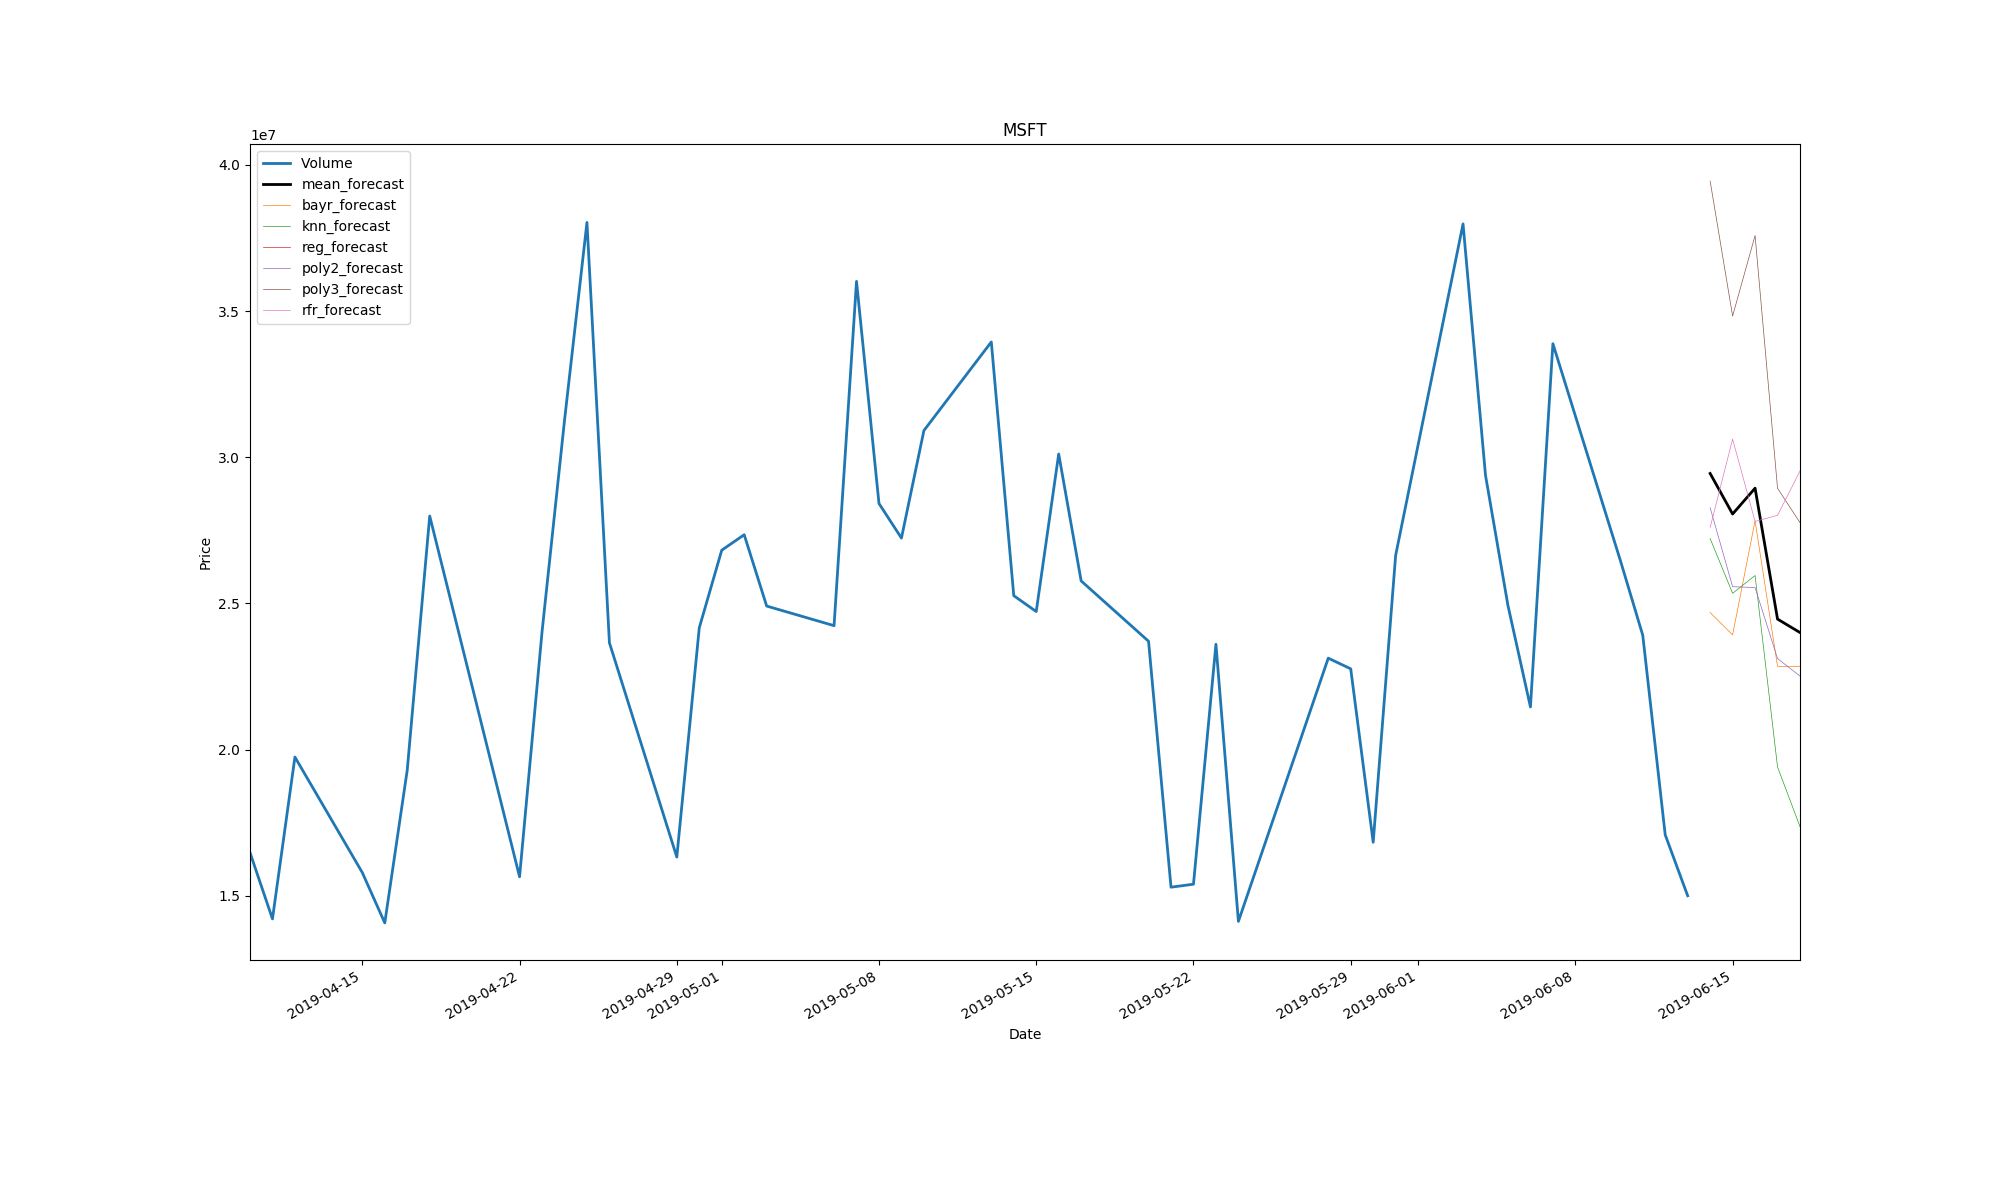 MSFT
1e7
4.0
3.5
3.0
2.5
2.0
1.5
Price
Volume
mean_forecast
bayr_forecast
knn_forecast
reg_forecast
poly2_forecast
poly3_forecast
rfr_forecast
2019-04-15
2019-04-22
2019-04-29
2019-05-01
2019-05-08
2019-05-15
2019-05-22
2019-05-29
2019-06-01
2019-06-08
2019-06-15
Date